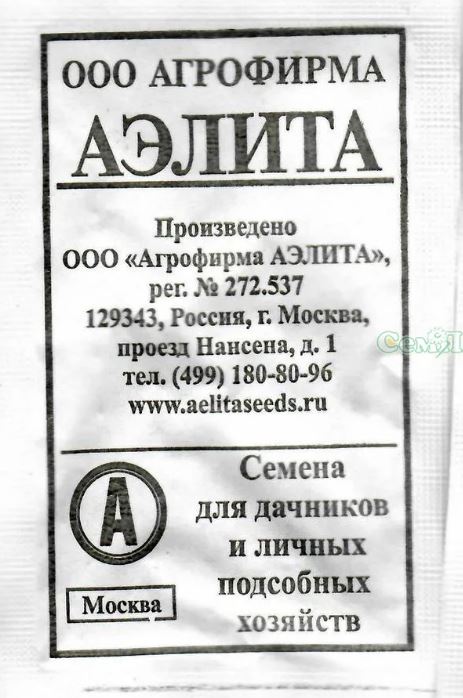 ООО АГРОФИРМА
АЭЛИТА
Произведено
ООО «Агрофирма АЭЛИТА»,
рег. № 272.537
129343, Россия, г. Москва,
проезд Нансена, д. 1
тел. (499) 180-80-96
www.aelitaseeds.ru
А
Москва
Семена
для дачников
и личных
подсобных
хозяйств